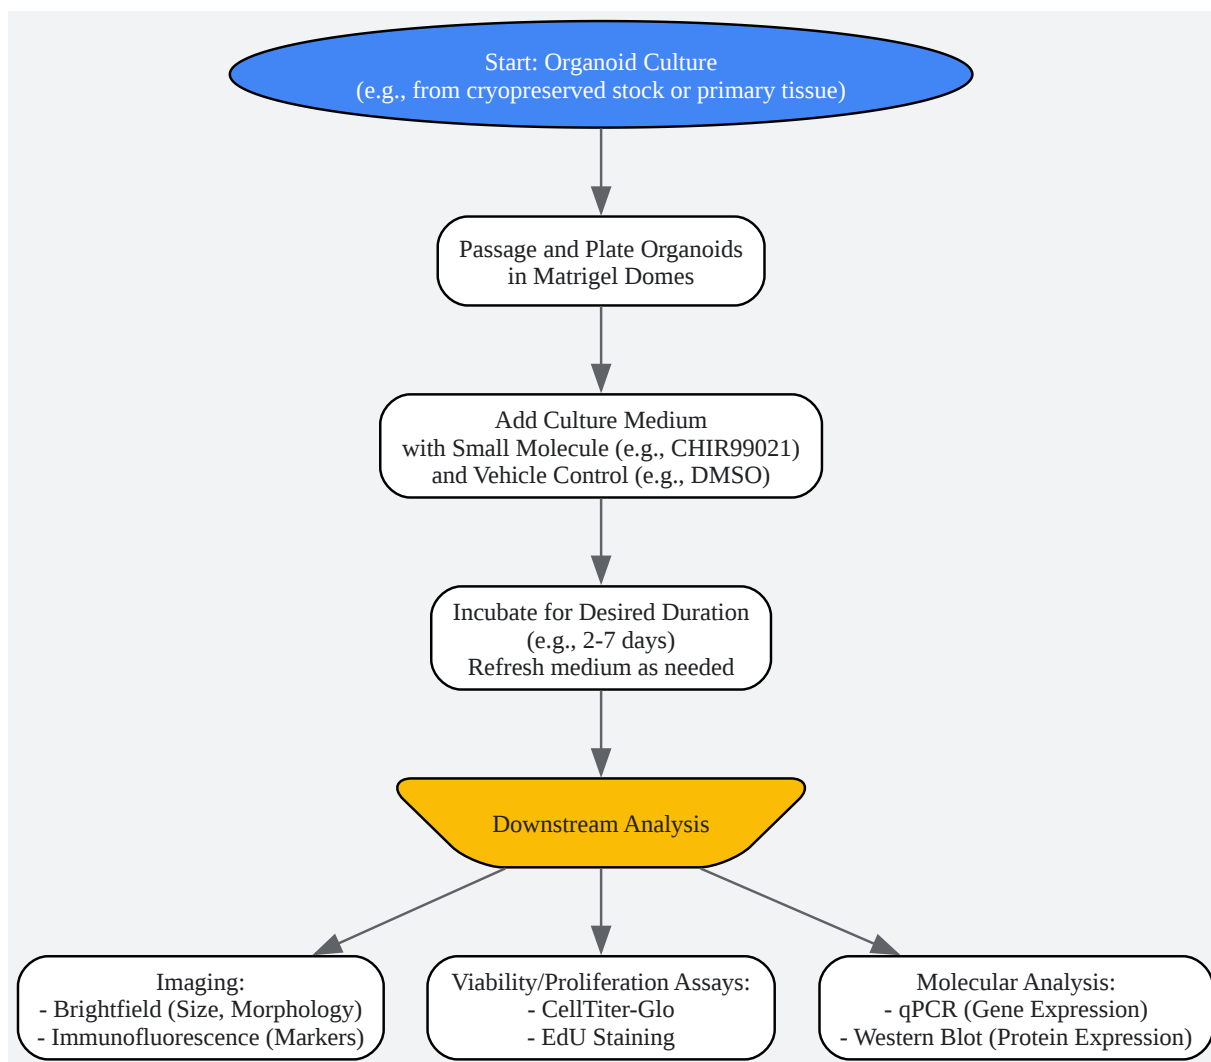 Start: Organoid Culture
(e.g., from cryopreserved stock or primary tissue)
Passage and Plate Organoids
in Matrigel Domes
Add Culture Medium
with Small Molecule (e.g., CHIR99021)
and Vehicle Control (e.g., DMSO)
Incubate for Desired Duration
(e.g., 2-7 days)
Refresh medium as needed
Downstream Analysis
Imaging:
- Brightfield (Size, Morphology)
- Immunofluorescence (Markers)
Viability/Proliferation Assays:
- CellTiter-Glo
- EdU Staining
Molecular Analysis:
- qPCR (Gene Expression)
- Western Blot (Protein Expression)